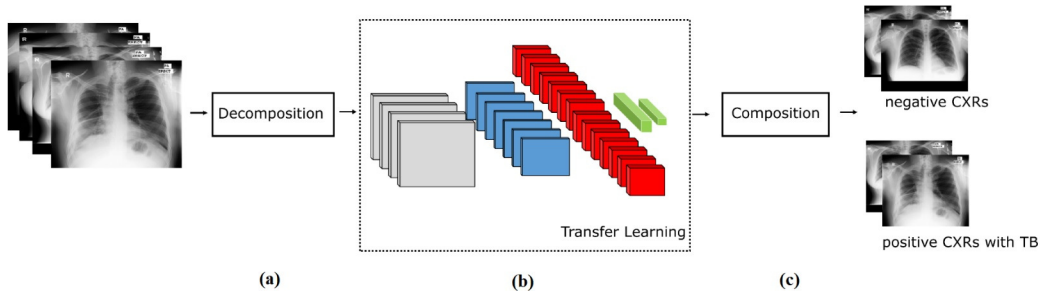 Decomposition
Transfer Learning
Composition
negative CXRs
positive CXRs with TB
(a)
(b)
(c)